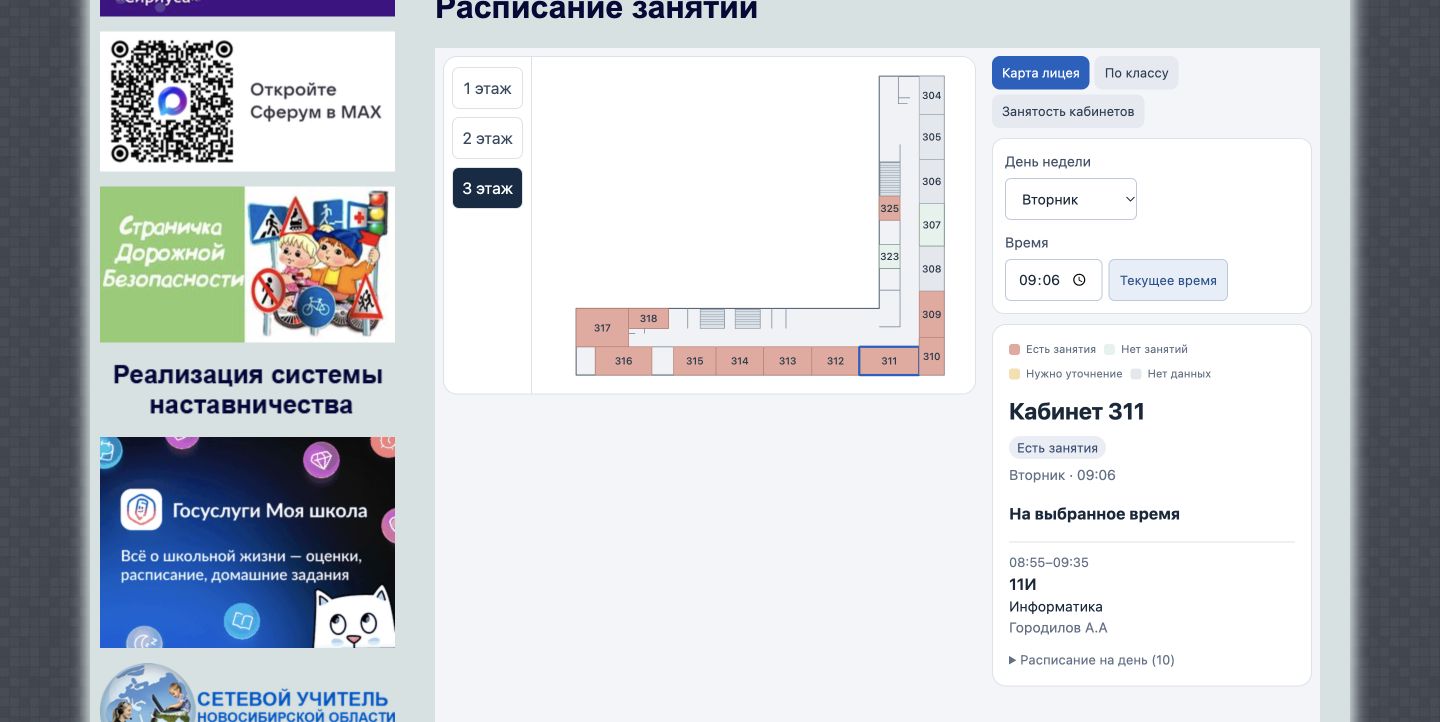 Сириуса
Откройте
Сферум в MAX
Страничка
Дорожной
Безопасности
Реализация системы
наставничества
Госуслуги Моя школа
Всё о школьной жизни — оценки,
расписание, домашние задания
СЕТЕВОЙ УЧИТЕЛЬ
НОВОСИБИРСКОЙ ОБЛАСТИ
Расписание занятий
1 этаж
2 этаж
3 этаж
304
305
306
325
307
323
308
309
317
318
316
315
314
313
312
311
310
Карта лицея
По классу
Занятость кабинетов
День недели
Вторник
Время
09:06
Текущее время
Есть занятия
Нет занятий
Нужно уточнение
Нет данных
Кабинет 311
Есть занятия
Вторник · 09:06
На выбранное время
08:55–09:35
11И
Информатика
Городилов А.А
Расписание на день (10)